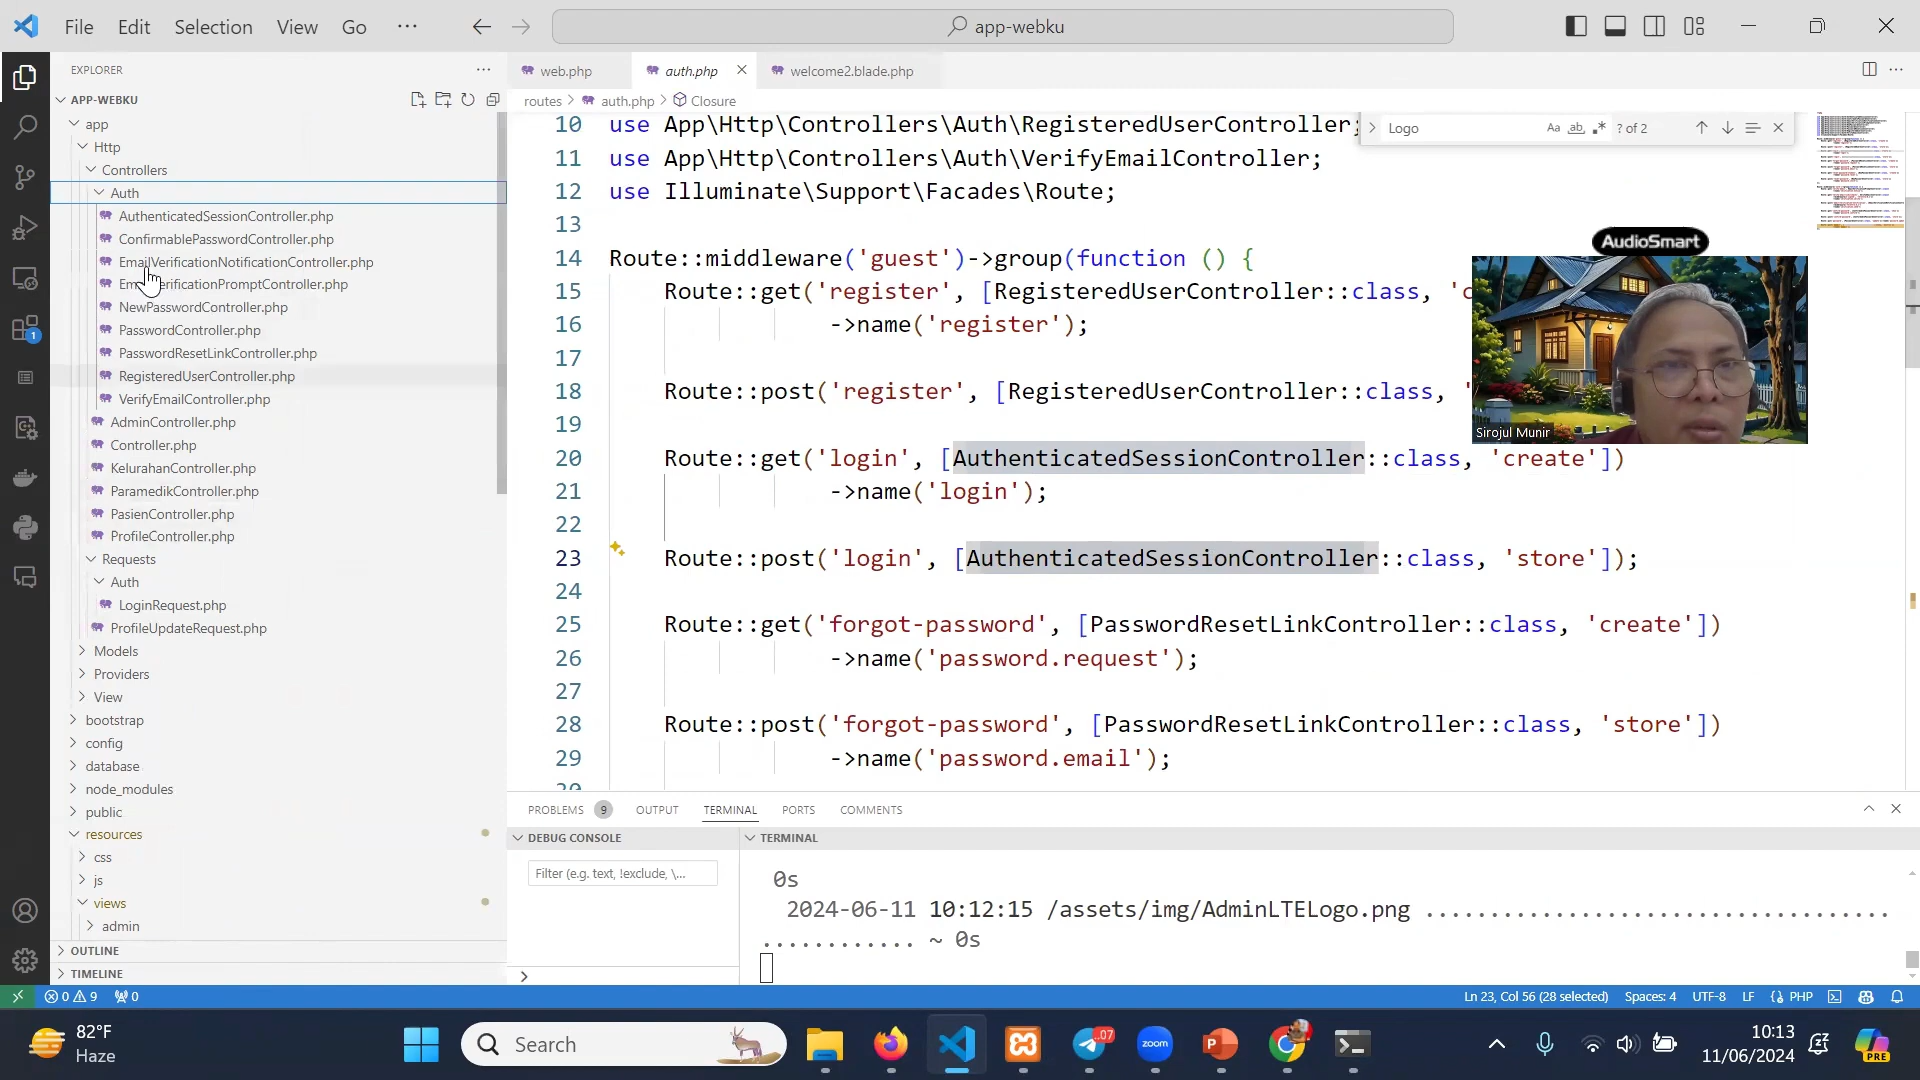 File Edit Selection View Go ··· app-webku
EXPLORER ···
APP-WEBKU
app
Http
Controllers
Auth
AuthenticatedSessionController.php
ConfirmablePasswordController.php
EmailVerificationNotificationController.php
NewPasswordController.php
PasswordController.php
PasswordResetLinkController.php
RegisteredUserController.php
VerifyEmailController.php
AdminController.php
Controller.php
KelurahanController.php
ParamedikController.php
PasienController.php
ProfileController.php
Requests
Auth
LoginRequest.php
ProfileUpdateRequest.php
Models
Providers
View
bootstrap
config
database
node_modules
public
resources
css
js
views
admin
OUTLINE
TIMELINE
web.php auth.php welcome2.blade.php
routes > auth.php > Closure
Logo Aa ab ? of 2
10 use App\Http\Controllers\Auth\RegisteredUserController;
11 use App\Http\Controllers\Auth\VerifyEmailController;
12 use Illuminate\Support\Facades\Route;
13
14 Route::middleware('guest')->group(function () {
15 Route::get('register', [RegisteredUserController::class, 'c
16 ->name('register');
17
18 Route::post('register', [RegisteredUserController::class, '
19
20 Route::get('login', [AuthenticatedSessionController::class, 'create'])
21 ->name('login');
22
23 Route::post('login', [AuthenticatedSessionController::class, 'store']);
24
25 Route::get('forgot-password', [PasswordResetLinkController::class, 'create'])
26 ->name('password.request');
27
28 Route::post('forgot-password', [PasswordResetLinkController::class, 'store'])
29 ->name('password.email');
AudioSmart
Sirojul Munir
PROBLEMS 9 OUTPUT TERMINAL PORTS COMMENTS
DEBUG CONSOLE
Filter (e.g. text, !exclude, \...
TERMINAL
0s
2024-06-11 10:12:15 /assets/img/AdminLTELogo.png ..................................
............ ~ 0s
0 9 0 Ln 23, Col 56 (28 selected) Spaces: 4 UTF-8 LF PHP
82°F
Haze
Search
07
zoom
PRE
10:13
11/06/2024